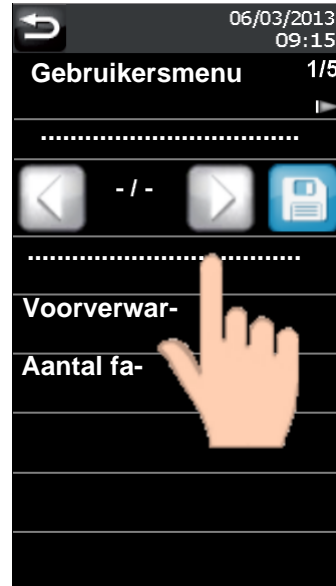 06/03/2013
09:15
Gebruikersmenu 1/5
..................................
- / -
....................................
Voorverwar-
Aantal fa-